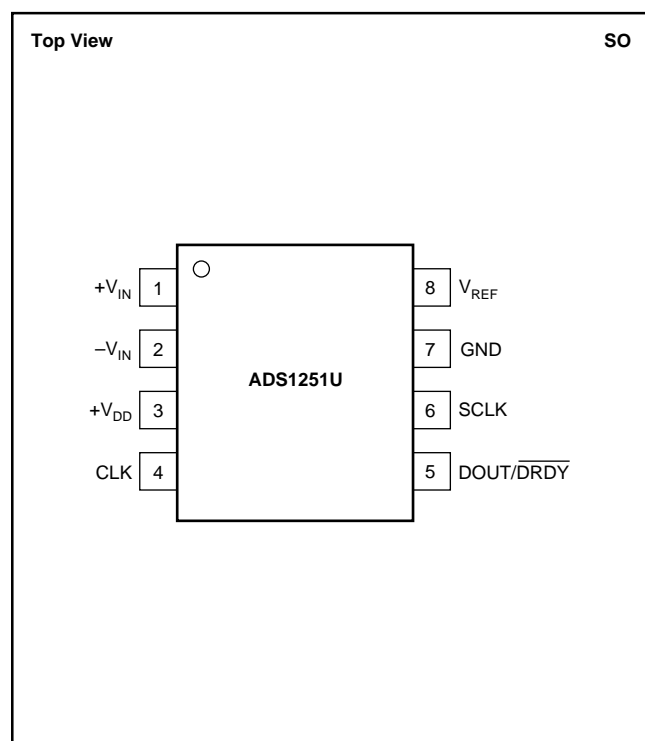 Top View SO
+V_IN 1 8 V_REF
–V_IN 2 7 GND
ADS1251U
+V_DD 3 6 SCLK
CLK 4 5 DOUT/D̅R̅D̅Y̅